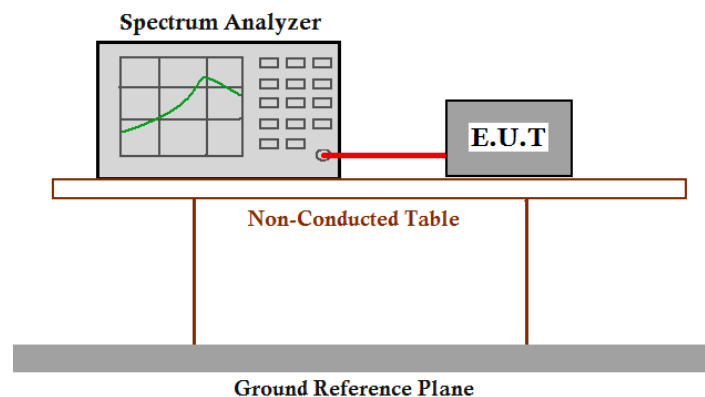 Spectrum Analyzer
E.U.T
Non-Conducted Table
Ground Reference Plane